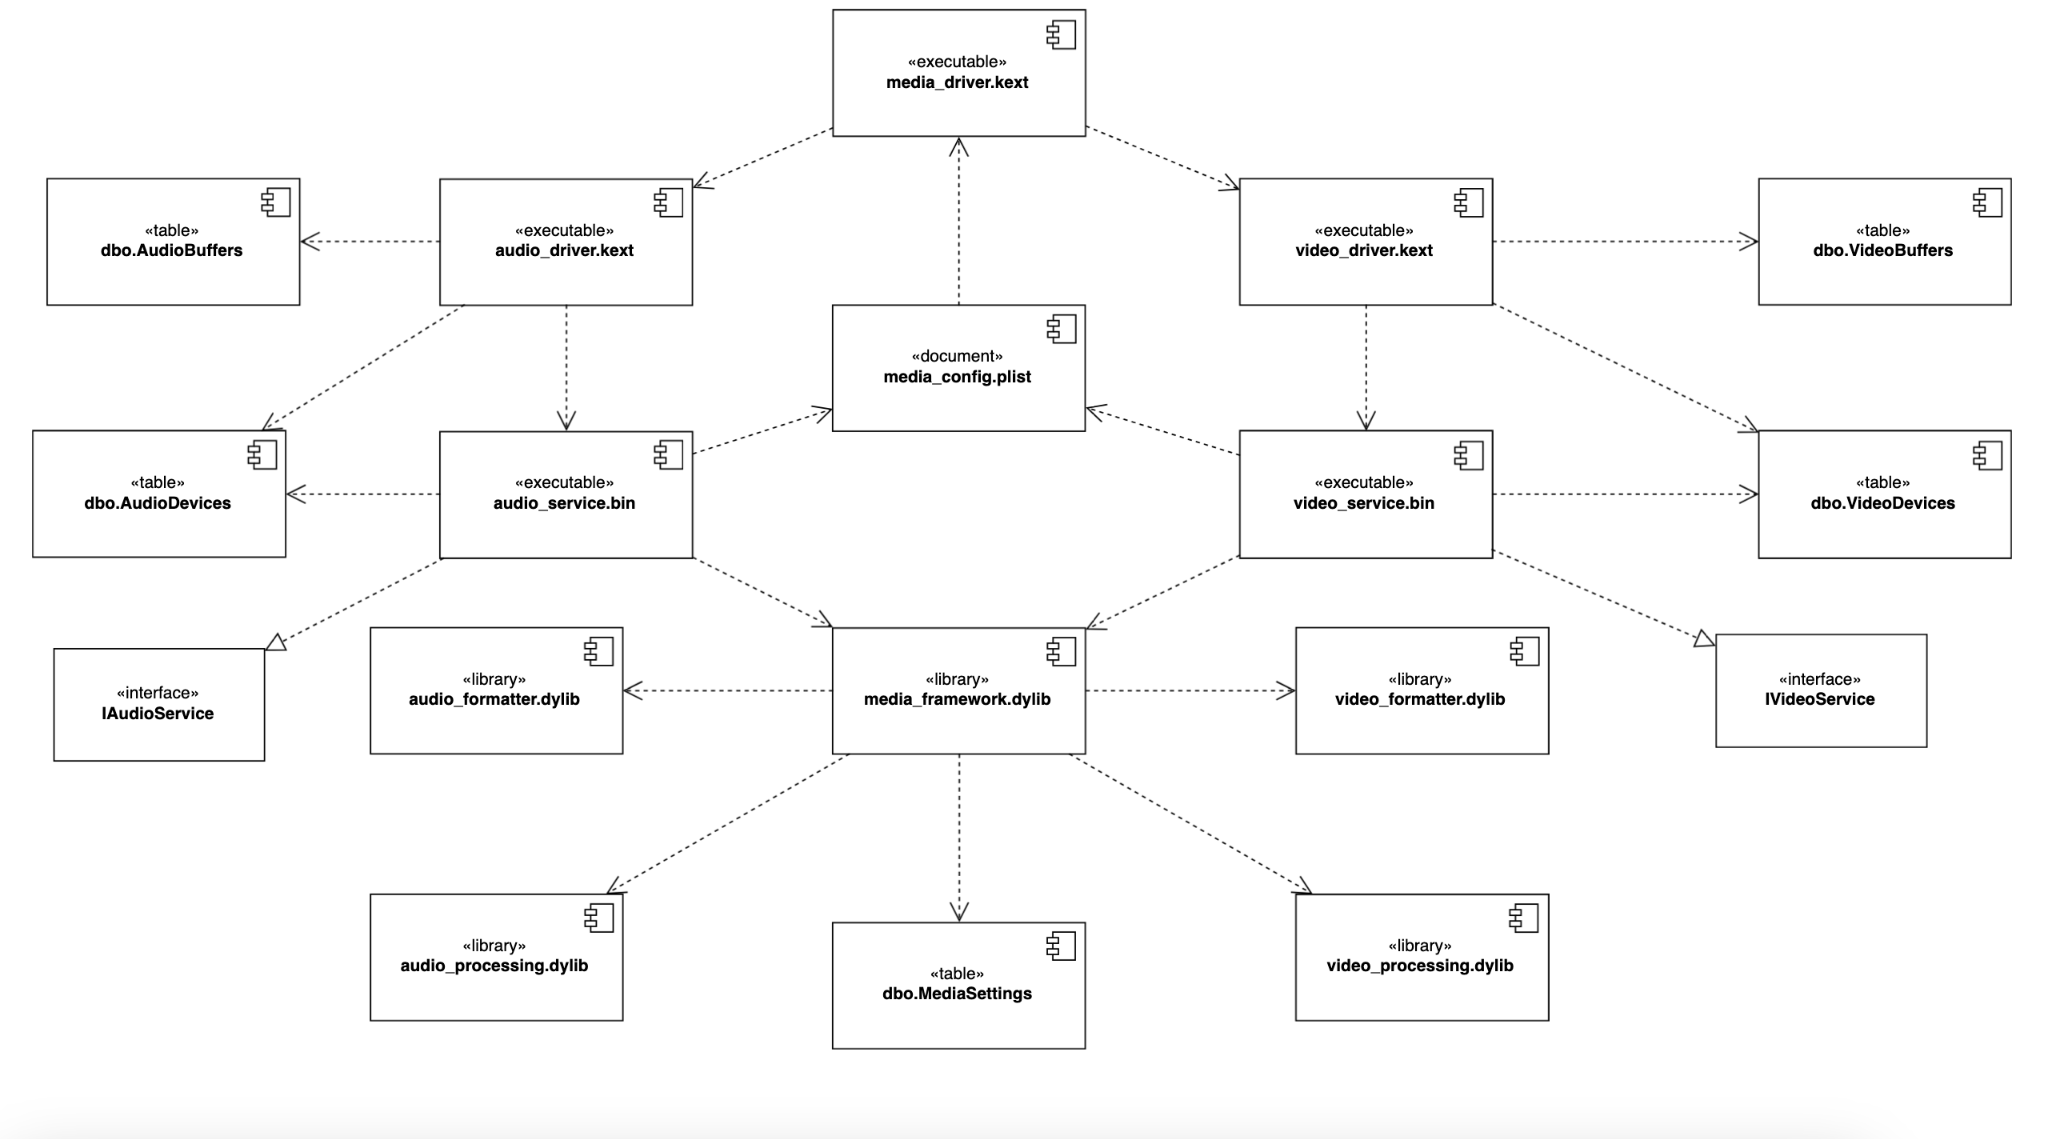 «executable»
media_driver.kext
«table»
dbo.AudioBuffers
«executable»
audio_driver.kext
«executable»
video_driver.kext
«table»
dbo.VideoBuffers
«document»
media_config.plist
«table»
dbo.AudioDevices
«executable»
audio_service.bin
«executable»
video_service.bin
«table»
dbo.VideoDevices
«interface»
IAudioService
«library»
audio_formatter.dylib
«library»
media_framework.dylib
«library»
video_formatter.dylib
«interface»
IVideoService
«library»
audio_processing.dylib
«table»
dbo.MediaSettings
«library»
video_processing.dylib